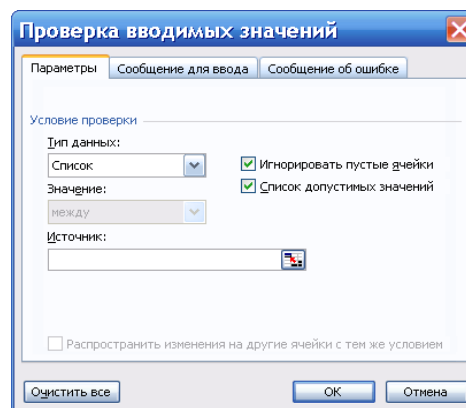 Проверка вводимых значений
Параметры Сообщение для ввода Сообщение об ошибке
Условие проверки
Тип данных:
Список
Игнорировать пустые ячейки
Значение:
Список допустимых значений
между
Источник:
Распространить изменения на другие ячейки с тем же условием
Очистить все ОК Отмена